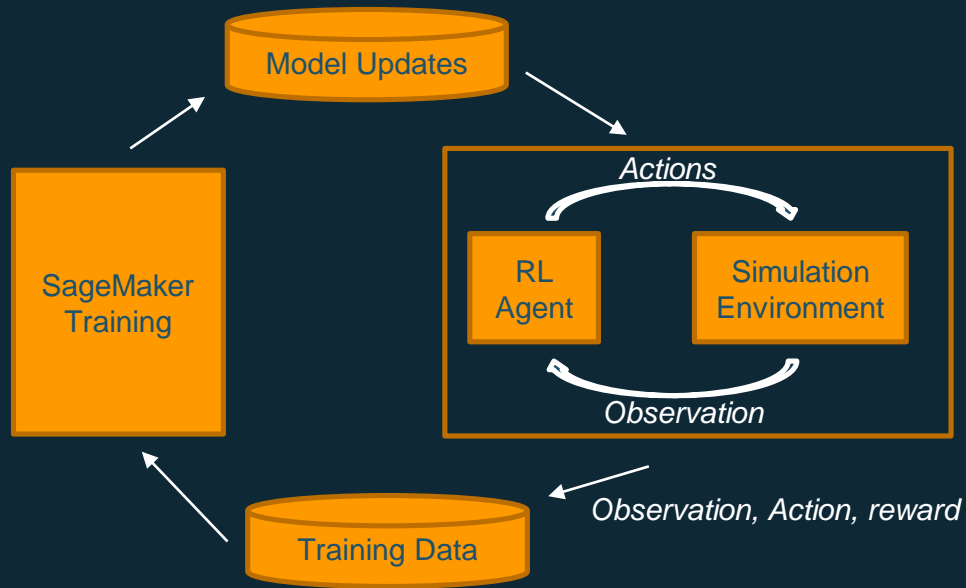 Model Updates
Actions
SageMaker
Training
RL
Agent
Simulation
Environment
Observation
Observation, Action, reward
Training Data